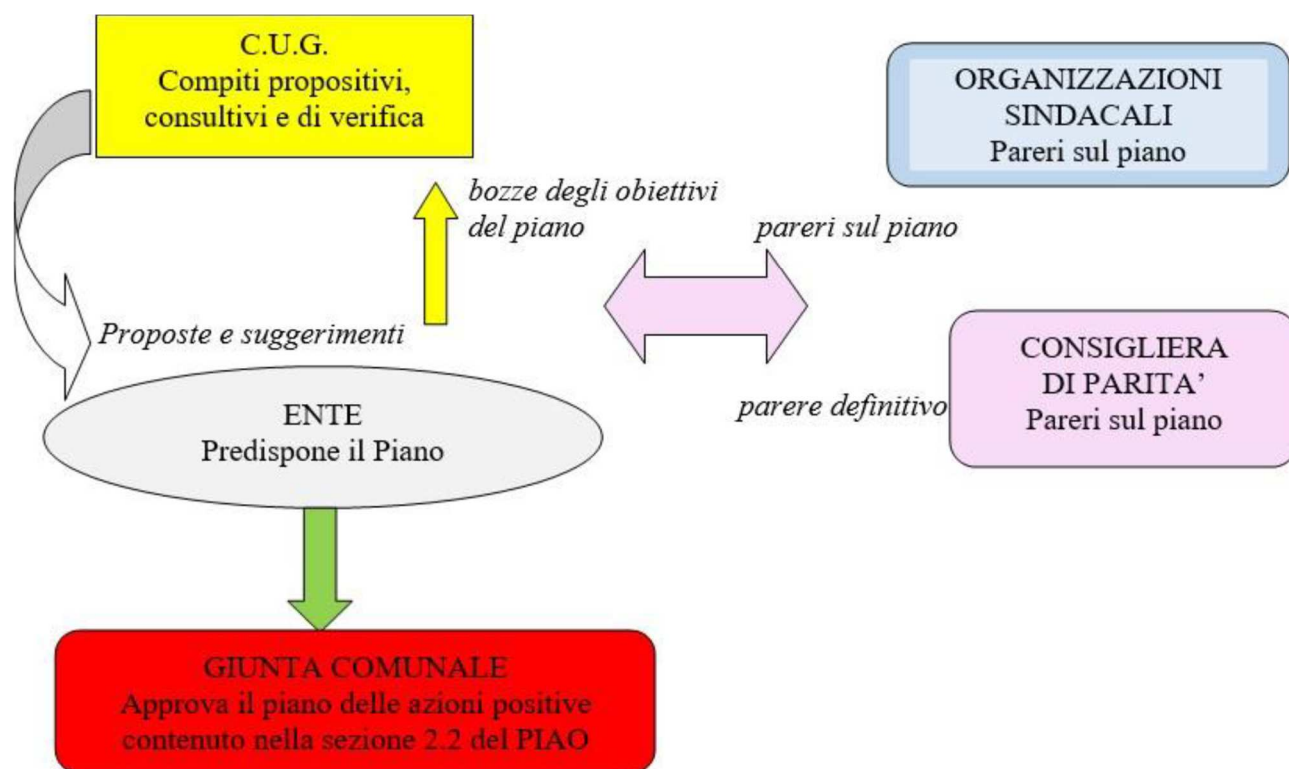 C.U.G.
Compiti propositivi,
consultivi e di verifica
ORGANIZZAZIONI
SINDACALI
Pareri sul piano
bozze degli obiettivi
del piano
pareri sul piano
Proposte e suggerimenti
CONSIGLIERA
DI PARITA’
Pareri sul piano
parere definitivo
ENTE
Predispone il Piano
GIUNTA COMUNALE
Approva il piano delle azioni positive
contenuto nella sezione 2.2 del PIAO